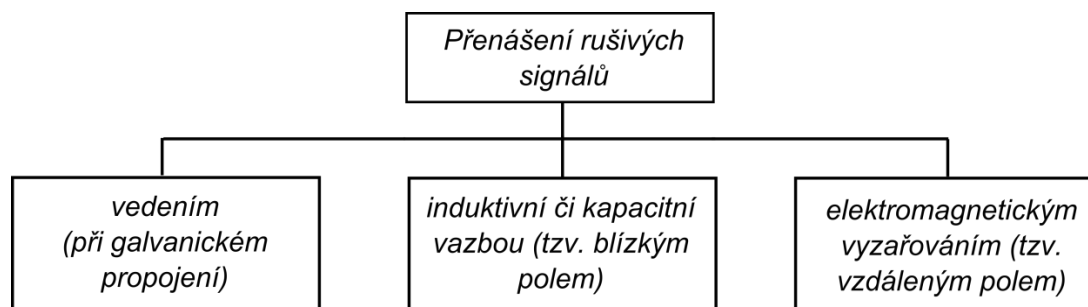 Přenášení rušivých
signálů
vedením
(při galvanickém
propojení)
induktivní či kapacitní
vazbou (tzv. blízkým
polem)
elektromagnetickým
vyzařováním (tzv.
vzdáleným polem)